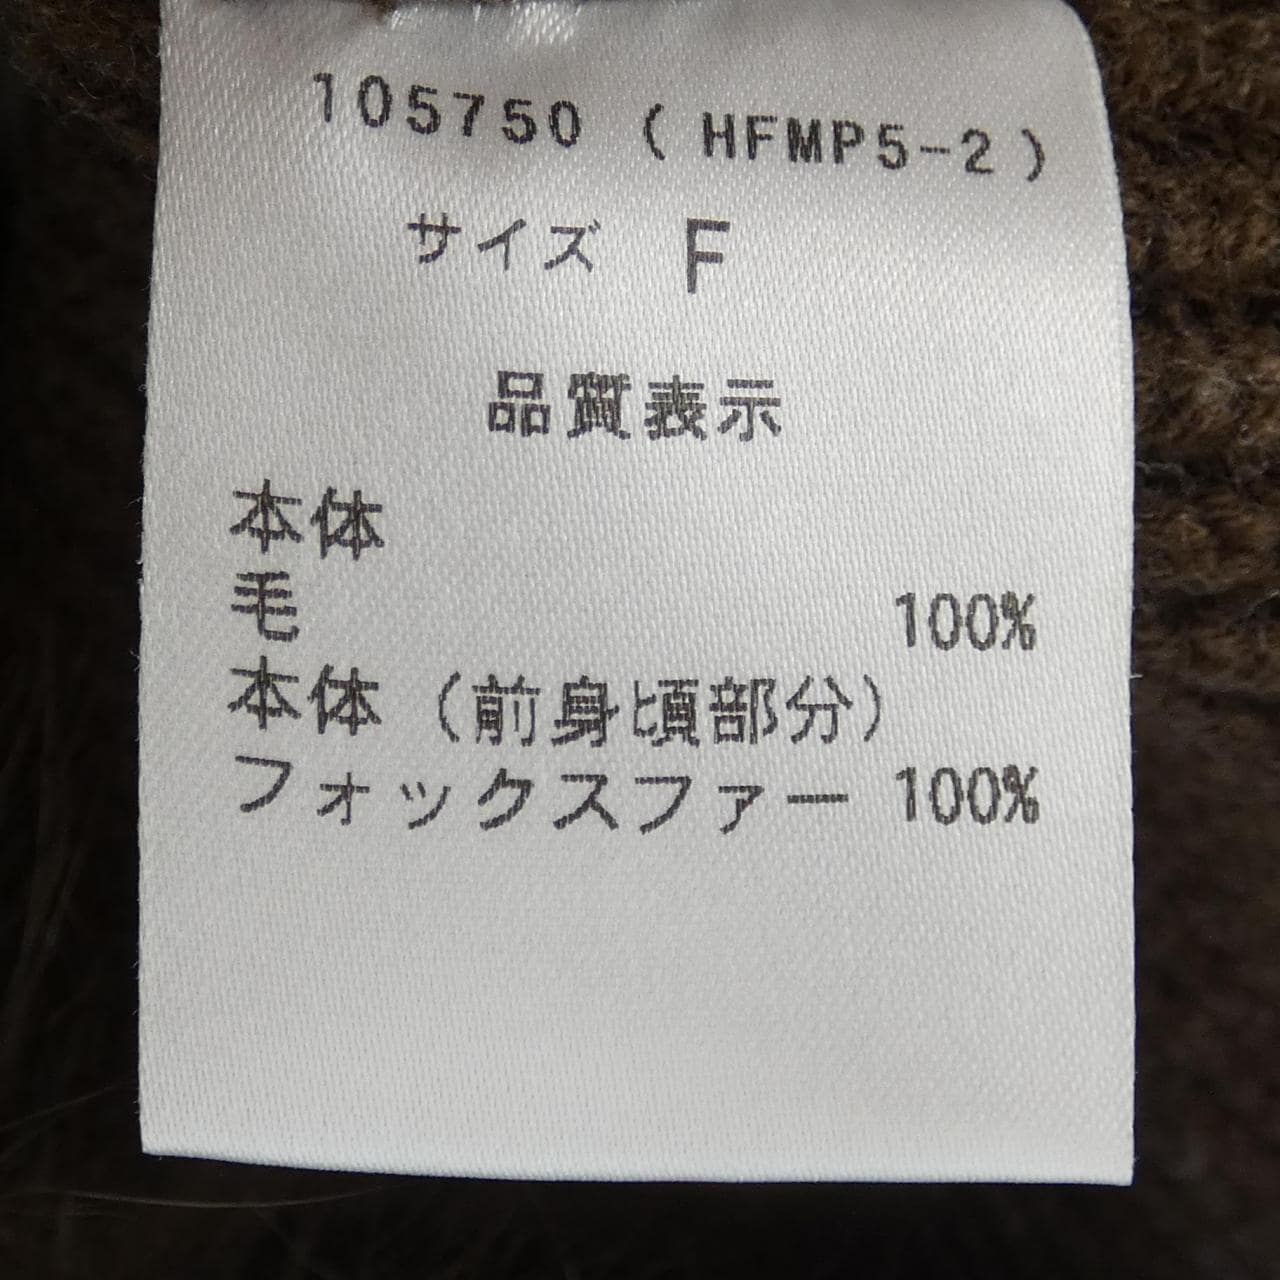 105750 (HFMP5-2)
サイズ F
品質表示
本体
毛 100%
本体 (前身頃部分)
フォックスファー 100%